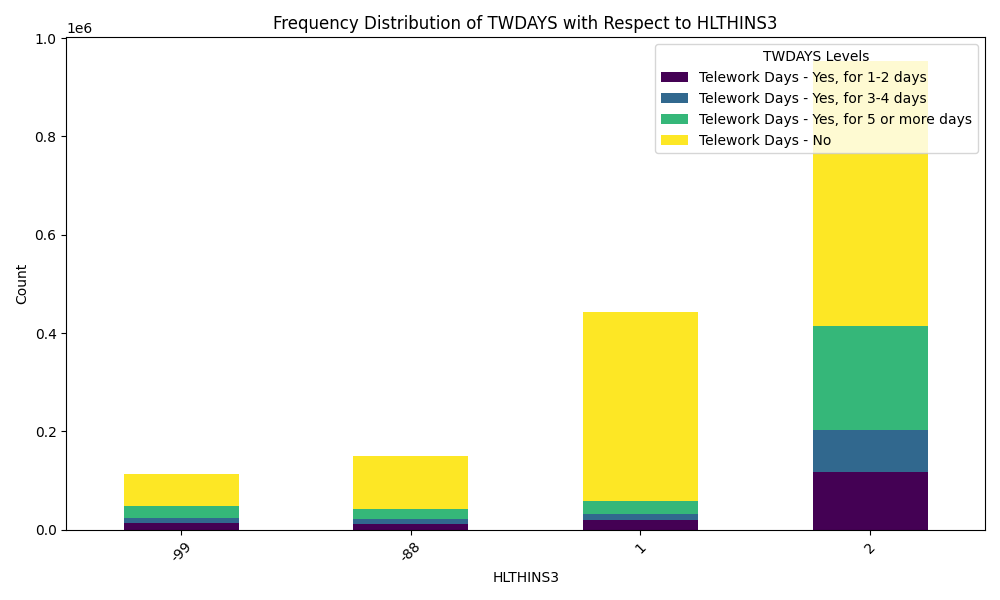 Frequency Distribution of TWDAYS with Respect to HLTHINS3
1e6
1.0
0.8
0.6
0.4
0.2
0.0
Count
TWDAYS Levels
Telework Days - Yes, for 1-2 days
Telework Days - Yes, for 3-4 days
Telework Days - Yes, for 5 or more days
Telework Days - No
-99
-88
1
2
HLTHINS3